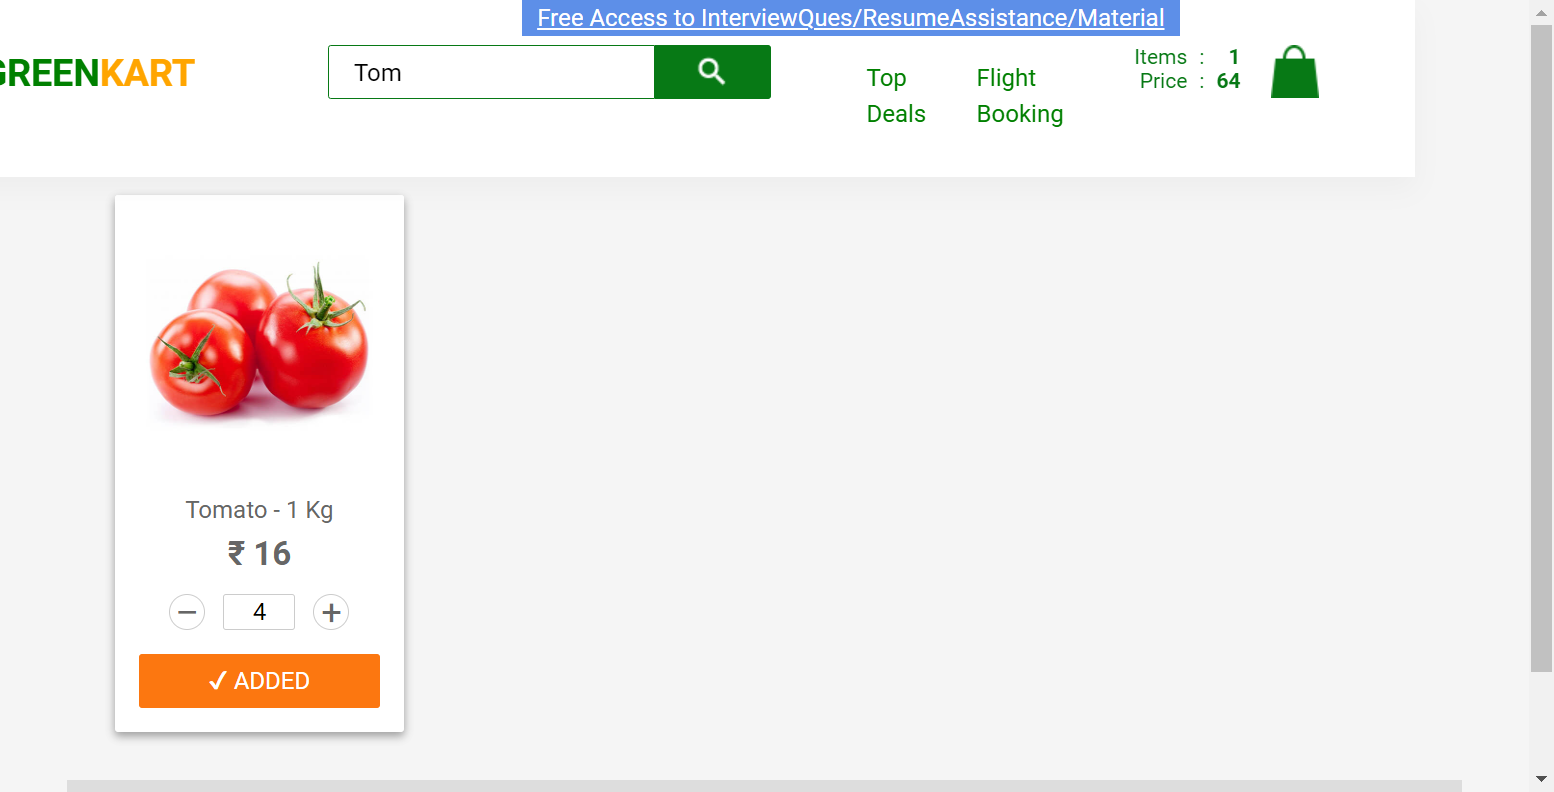 Free Access to InterviewQues/ResumeAssistance/Material
GREENKART
Tom
Top Deals
Flight Booking
Items : 1
Price : 64
Tomato - 1 Kg
₹ 16
− 4 +
✓ ADDED